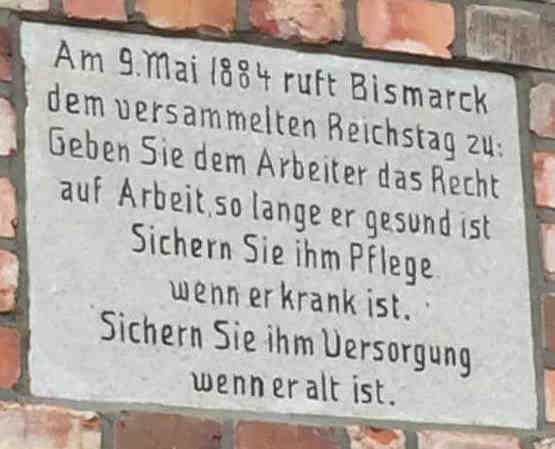 Am 9. Mai 1884 ruft Bismarck
dem versammelten Reichstag zu:
Geben Sie dem Arbeiter das Recht
auf Arbeit, so lange er gesund ist
Sichern Sie ihm Pflege
wenn er krank ist.
Sichern Sie ihm Versorgung
wenn er alt ist.